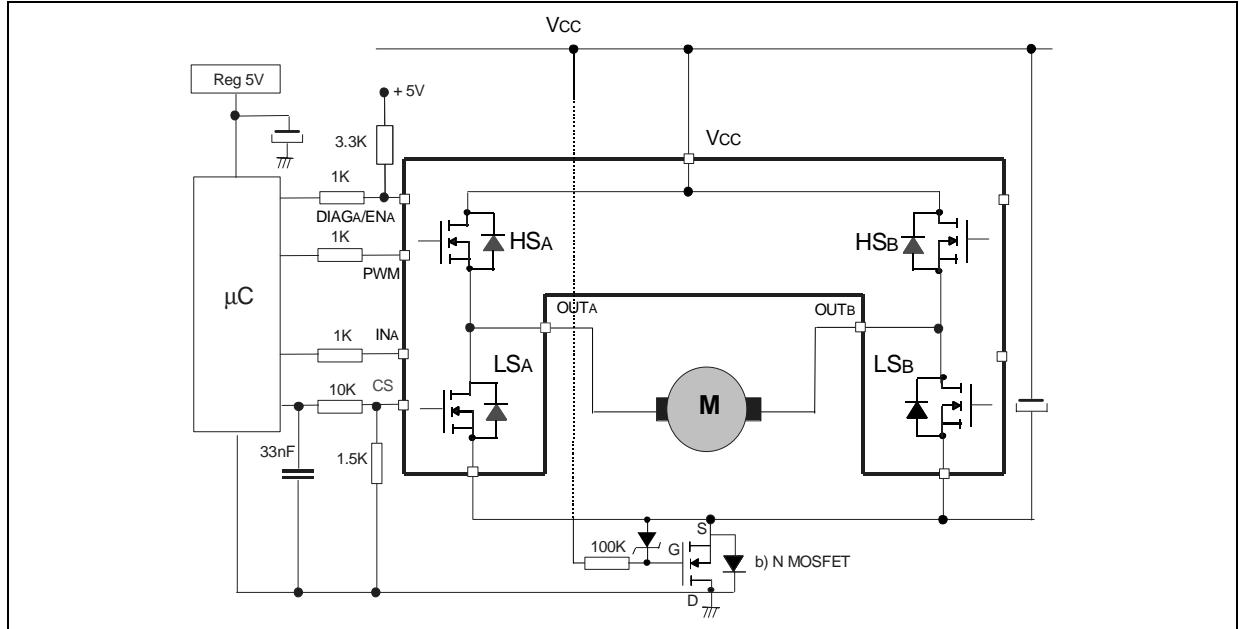 VCC
Reg 5V
+ 5V
3.3K
VCC
1K
DIAGA/ENA
HSA
HSB
1K
PWM
µC
OUTA
OUTB
1K
INA
LSA
LSB
10K
CS
M
33nF
1.5K
S
100K
G
b) N MOSFET
D